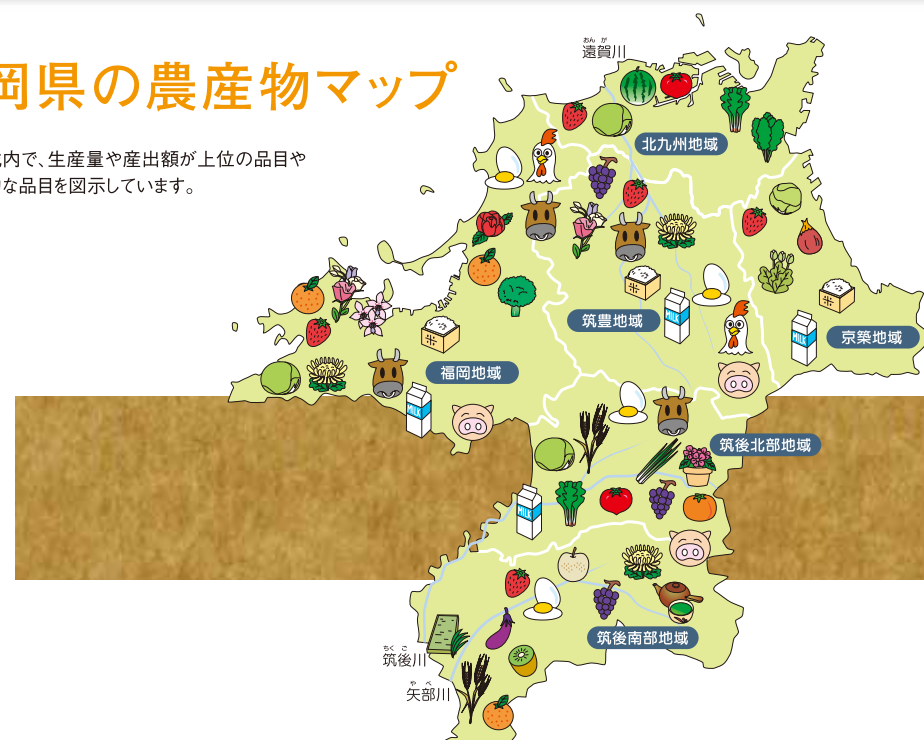 岡県の農産物マップ
内で、生産量や産出額が上位の品目や
な品目を図示しています。
おんが
遠賀川
北九州地域
米
米
MILK
筑豊地域
MILK
京築地域
米
福岡地域
MILK
筑後北部地域
MILK
筑後南部地域
ちくご
筑後川
やべ
矢部川